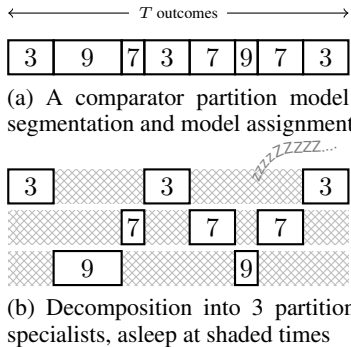 T outcomes
3 9 7 3 7 9 7 3
(a) A comparator partition model
segmentation and model assignment
zzzzZZZZZ....
3 3 3
7 7 7
9 9
(b) Decomposition into 3 partition
specialists, asleep at shaded times